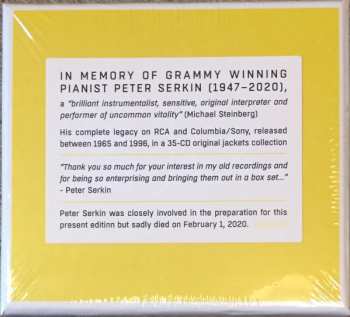 IN MEMORY OF GRAMMY WINNING
PIANIST PETER SERKIN (1947–2020),
a "brilliant instrumentalist, sensitive, original interpreter and
performer of uncommon vitality" (Michael Steinberg)
His complete legacy on RCA and Columbia/Sony, released
between 1965 and 1996, in a 35-CD original jackets collection
"Thank you so much for your interest in my old recordings and
for being so enterprising and bringing them out in a box set..."
- Peter Serkin
Peter Serkin was closely involved in the preparation for this
present edition but sadly died on February 1, 2020.